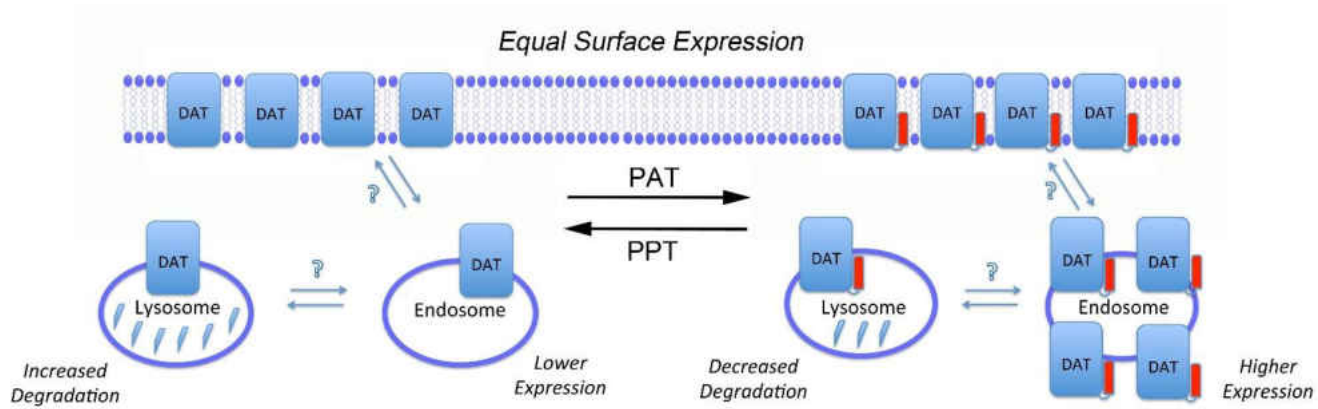 Equal Surface Expression
DAT DAT DAT DAT DAT DAT DAT DAT
? PAT ?
PPT
DAT DAT DAT DAT DAT
? ?
Lysosome Endosome Lysosome Endosome
DAT DAT
Increased Degradation
Lower Expression
Decreased Degradation
Higher Expression